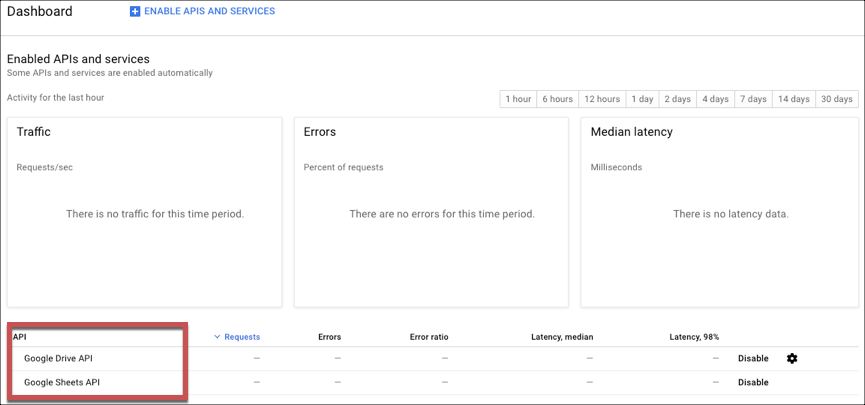 Dashboard
ENABLE APIS AND SERVICES
Enabled APIs and services
Some APIs and services are enabled automatically
Activity for the last hour
1 hour 6 hours 12 hours 1 day 2 days 4 days 7 days 14 days 30 days
Traffic
Requests/sec
There is no traffic for this time period.
Errors
Percent of requests
There are no errors for this time period.
Median latency
Milliseconds
There is no latency data.
API Requests Errors Error ratio Latency, median Latency, 98%
Google Drive API — — — — — Disable
Google Sheets API — — — — — Disable